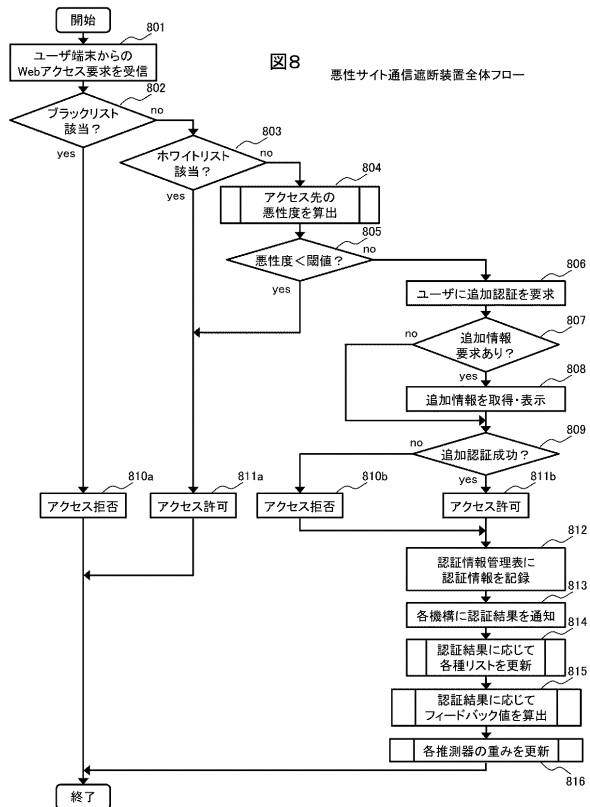 開始
801
ユーザ端末からの
Webアクセス要求を受信
図8
悪性サイト通信遮断装置全体フロー
802
ブラックリスト
該当？
no
yes
803
ホワイトリスト
該当？
no
yes
804
アクセス先の
悪性度を算出
805
悪性度＜閾値？
no
yes
806
ユーザに追加認証を要求
807
追加情報
要求あり？
no
yes
808
追加情報を取得・表示
809
追加認証成功？
no
yes
810a
アクセス拒否
811a
アクセス許可
810b
アクセス拒否
811b
アクセス許可
812
認証情報管理表に
認証情報を記録
813
各機構に認証結果を通知
814
認証結果に応じて
各種リストを更新
815
認証結果に応じて
フィードバック値を算出
各推測器の重みを更新
816
終了